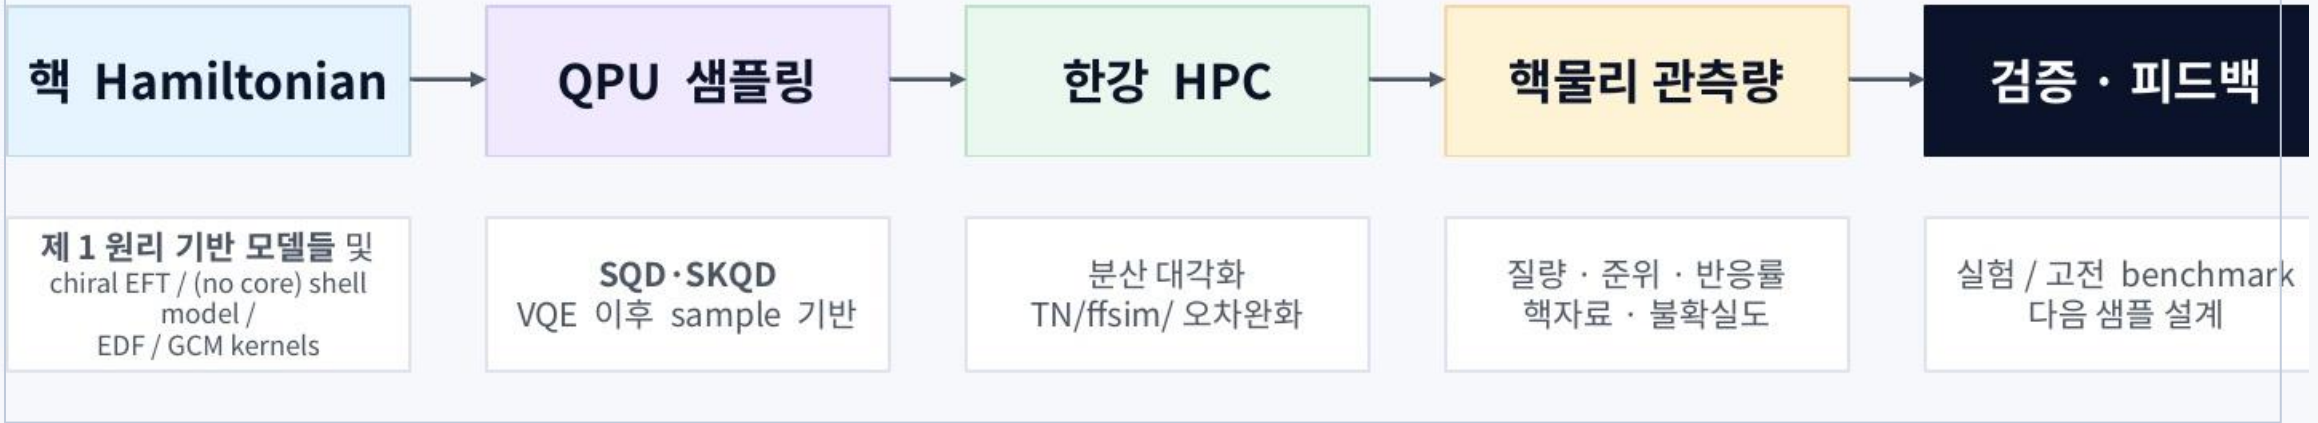 핵 Hamiltonian
QPU 샘플링
한강 HPC
핵물리 관측량
검증 · 피드백
제 1 원리 기반 모델들 및
chiral EFT / (no core) shell
model /
EDF / GCM kernels
SQD·SKQD
VQE 이후 sample 기반
분산 대각화
TN/ffsim/ 오차완화
질량 · 준위 · 반응률
핵자료 · 불확실도
실험 / 고전 benchmark
다음 샘플 설계